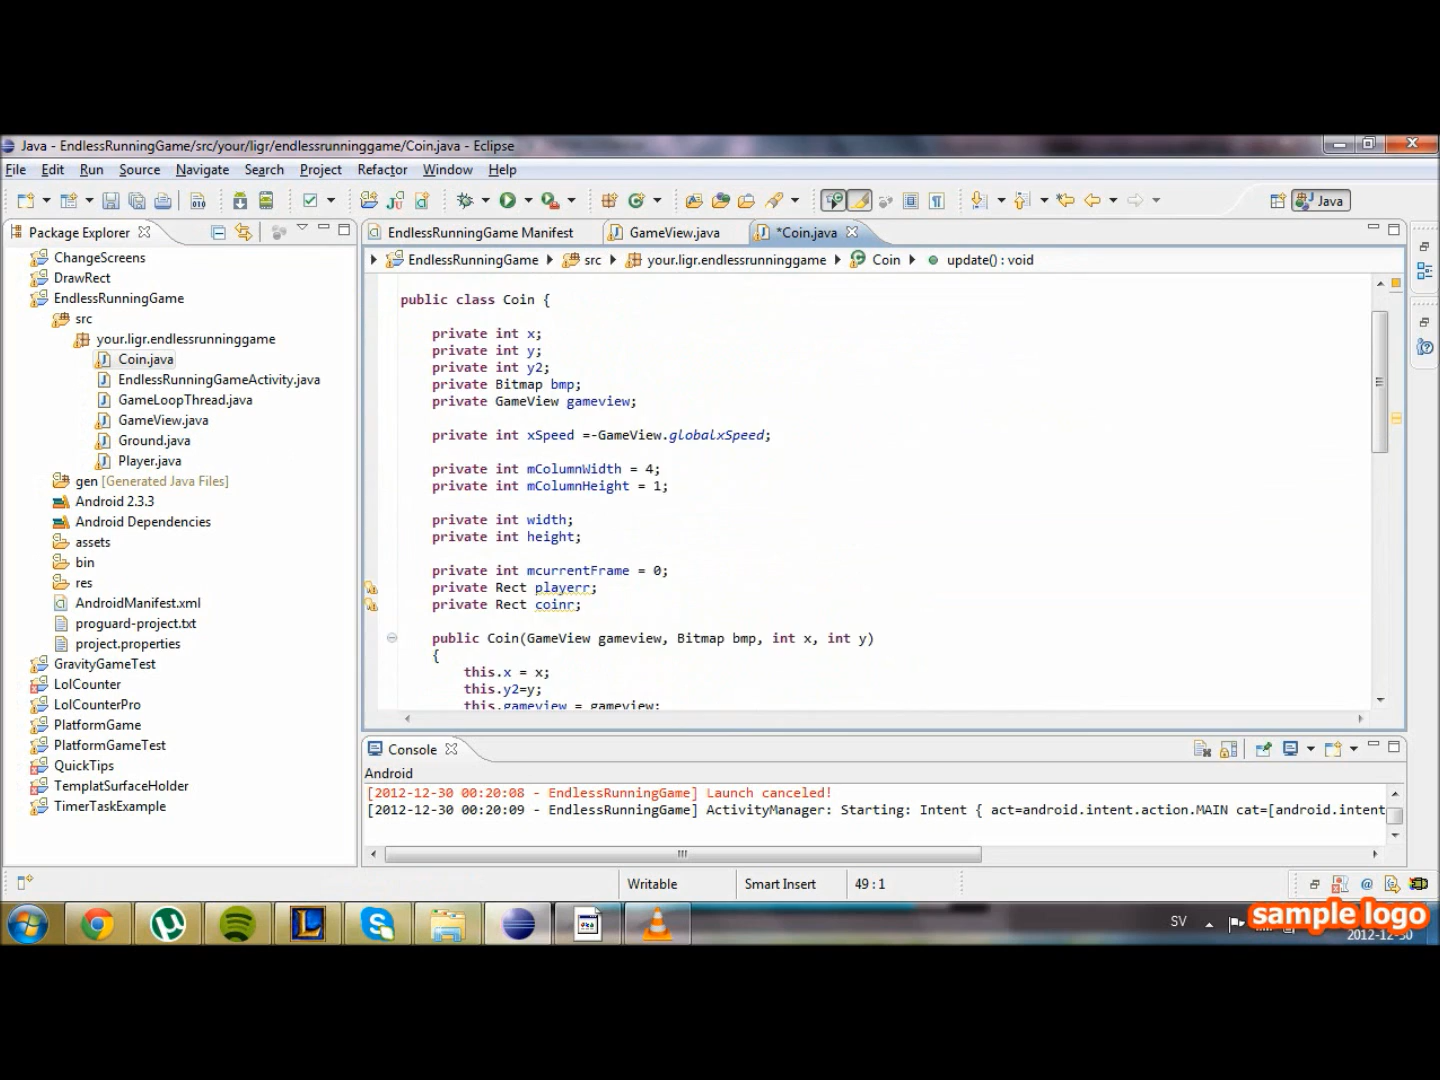 Java - EndlessRunningGame/src/your/ligr/endlessrunninggame/Coin.java - Eclipse
File Edit Run Source Navigate Search Project Refactor Window Help
Java
Package Explorer
EndlessRunningGame Manifest GameView.java *Coin.java
EndlessRunningGame src your.ligr.endlessrunninggame Coin update() : void
ChangeScreens
DrawRect
EndlessRunningGame
src
your.ligr.endlessrunninggame
Coin.java
EndlessRunningGameActivity.java
GameLoopThread.java
GameView.java
Ground.java
Player.java
gen [Generated Java Files]
Android 2.3.3
Android Dependencies
assets
bin
res
AndroidManifest.xml
proguard-project.txt
project.properties
GravityGameTest
LolCounter
LolCounterPro
PlatformGame
PlatformGameTest
QuickTips
TemplatSurfaceHolder
TimerTaskExample
public class Coin {
private int x;
private int y;
private int y2;
private Bitmap bmp;
private GameView gameview;
private int xSpeed =-GameView.globalxSpeed;
private int mColumnWidth = 4;
private int mColumnHeight = 1;
private int width;
private int height;
private int mcurrentFrame = 0;
private Rect playerr;
private Rect coinr;
public Coin(GameView gameview, Bitmap bmp, int x, int y)
{
this.x = x;
this.y2=y;
this.gameview = gameview;
Console
Android
[2012-12-30 00:20:08 - EndlessRunningGame] Launch canceled!
[2012-12-30 00:20:09 - EndlessRunningGame] ActivityManager: Starting: Intent { act=android.intent.action.MAIN cat=[android.intent
Writable Smart Insert 49 : 1
SV
sample logo
2012-12-30